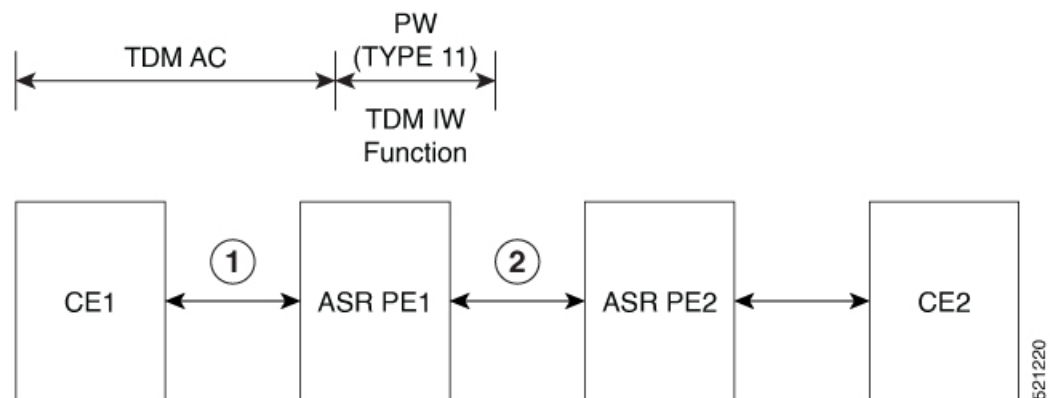 PW
TDM AC
(TYPE 11)
TDM IW
Function
1
2
CE1
ASR PE1
ASR PE2
CE2
521220